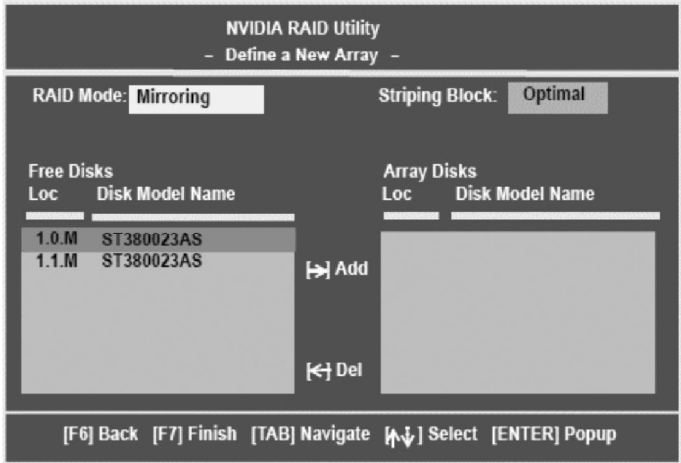 NVIDIA RAID Utility
– Define a New Array –
RAID Mode: Mirroring Striping Block: Optimal
Free Disks Array Disks
Loc Disk Model Name Loc Disk Model Name
1.0.M ST380023AS
1.1.M ST380023AS
[→] Add
[←] Del
[F6] Back [F7] Finish [TAB] Navigate [↑↓] Select [ENTER] Popup